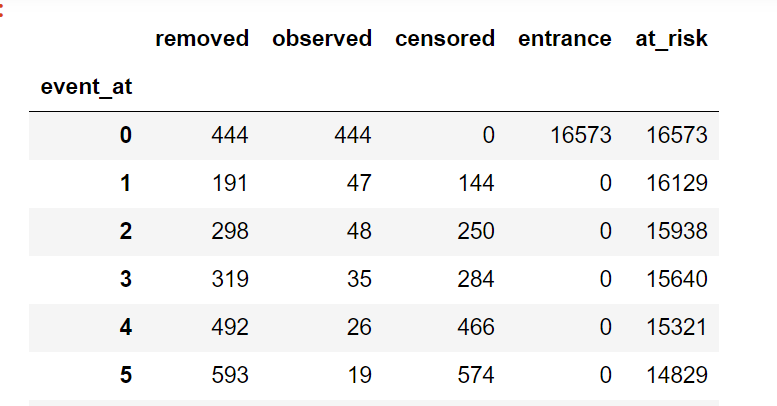 :
removed observed censored entrance at_risk
event_at
0 444 444 0 16573 16573
1 191 47 144 0 16129
2 298 48 250 0 15938
3 319 35 284 0 15640
4 492 26 466 0 15321
5 593 19 574 0 14829